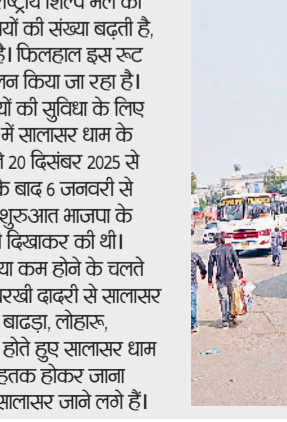 शिल्प मेले का
यों की संख्या बढ़ती है,
है। फिलहाल इस रूट
लन किया जा रहा है।
यों की सुविधा के लिए
में सालासर धाम के
20 दिसंबर 2025 से
के बाद 6 जनवरी से
शुरुआत भाजपा के
दिखाकर की थी।
या कम होने के चलते
रखी दादरी से सालासर
बाढड़ा, लोहारू,
होते हुए सालासर धाम
हतक होकर जाना
सालासर जाने लगे हैं।